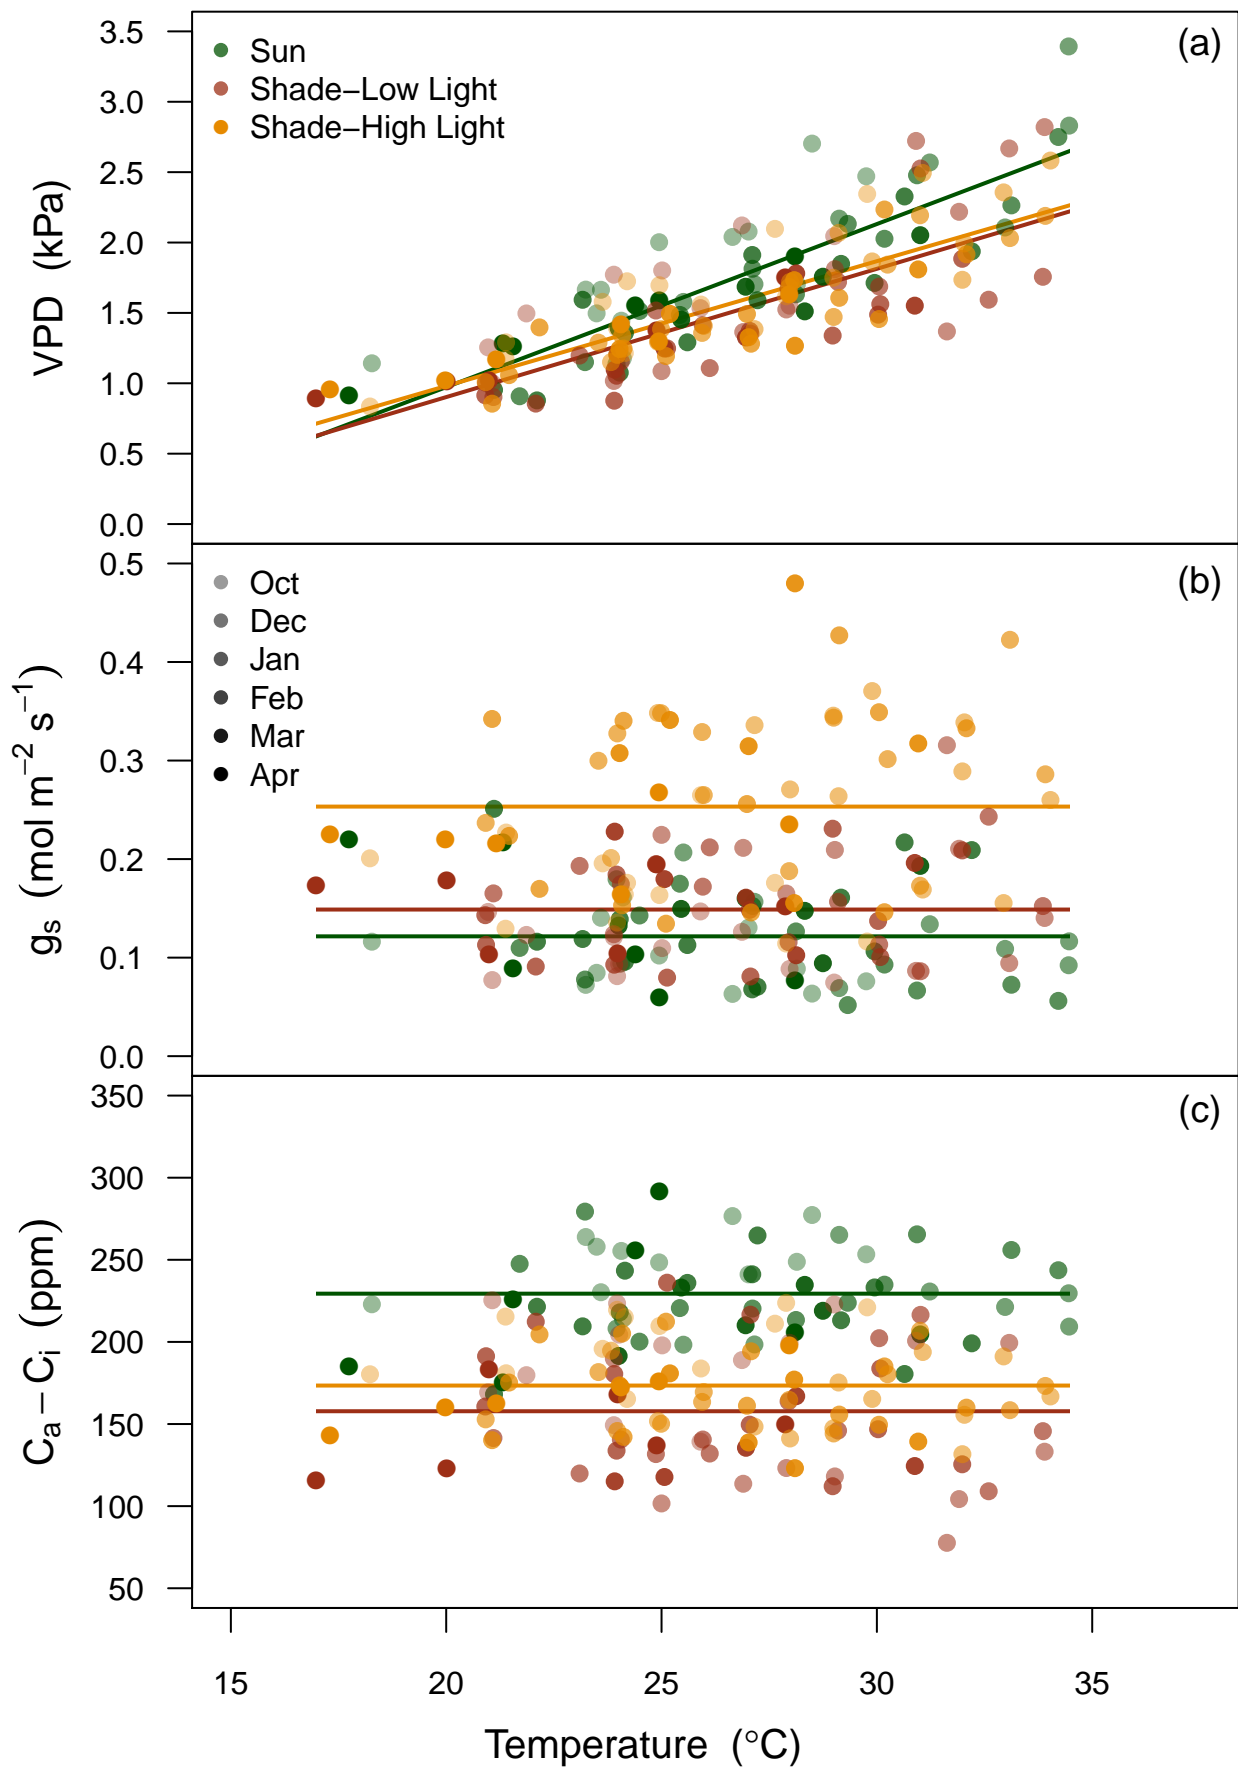 (a)
Sun
Shade−Low Light
Shade−High Light
VPD (kPa)
3.5
3.0
2.5
2.0
1.5
1.0
0.5
0.0
(b)
Oct
Dec
Jan
Feb
Mar
Apr
gₛ (mol m⁻² s⁻¹)
0.5
0.4
0.3
0.2
0.1
0.0
(c)
Cₐ − Cᵢ (ppm)
350
300
250
200
150
100
50
15 20 25 30 35
Temperature (°C)